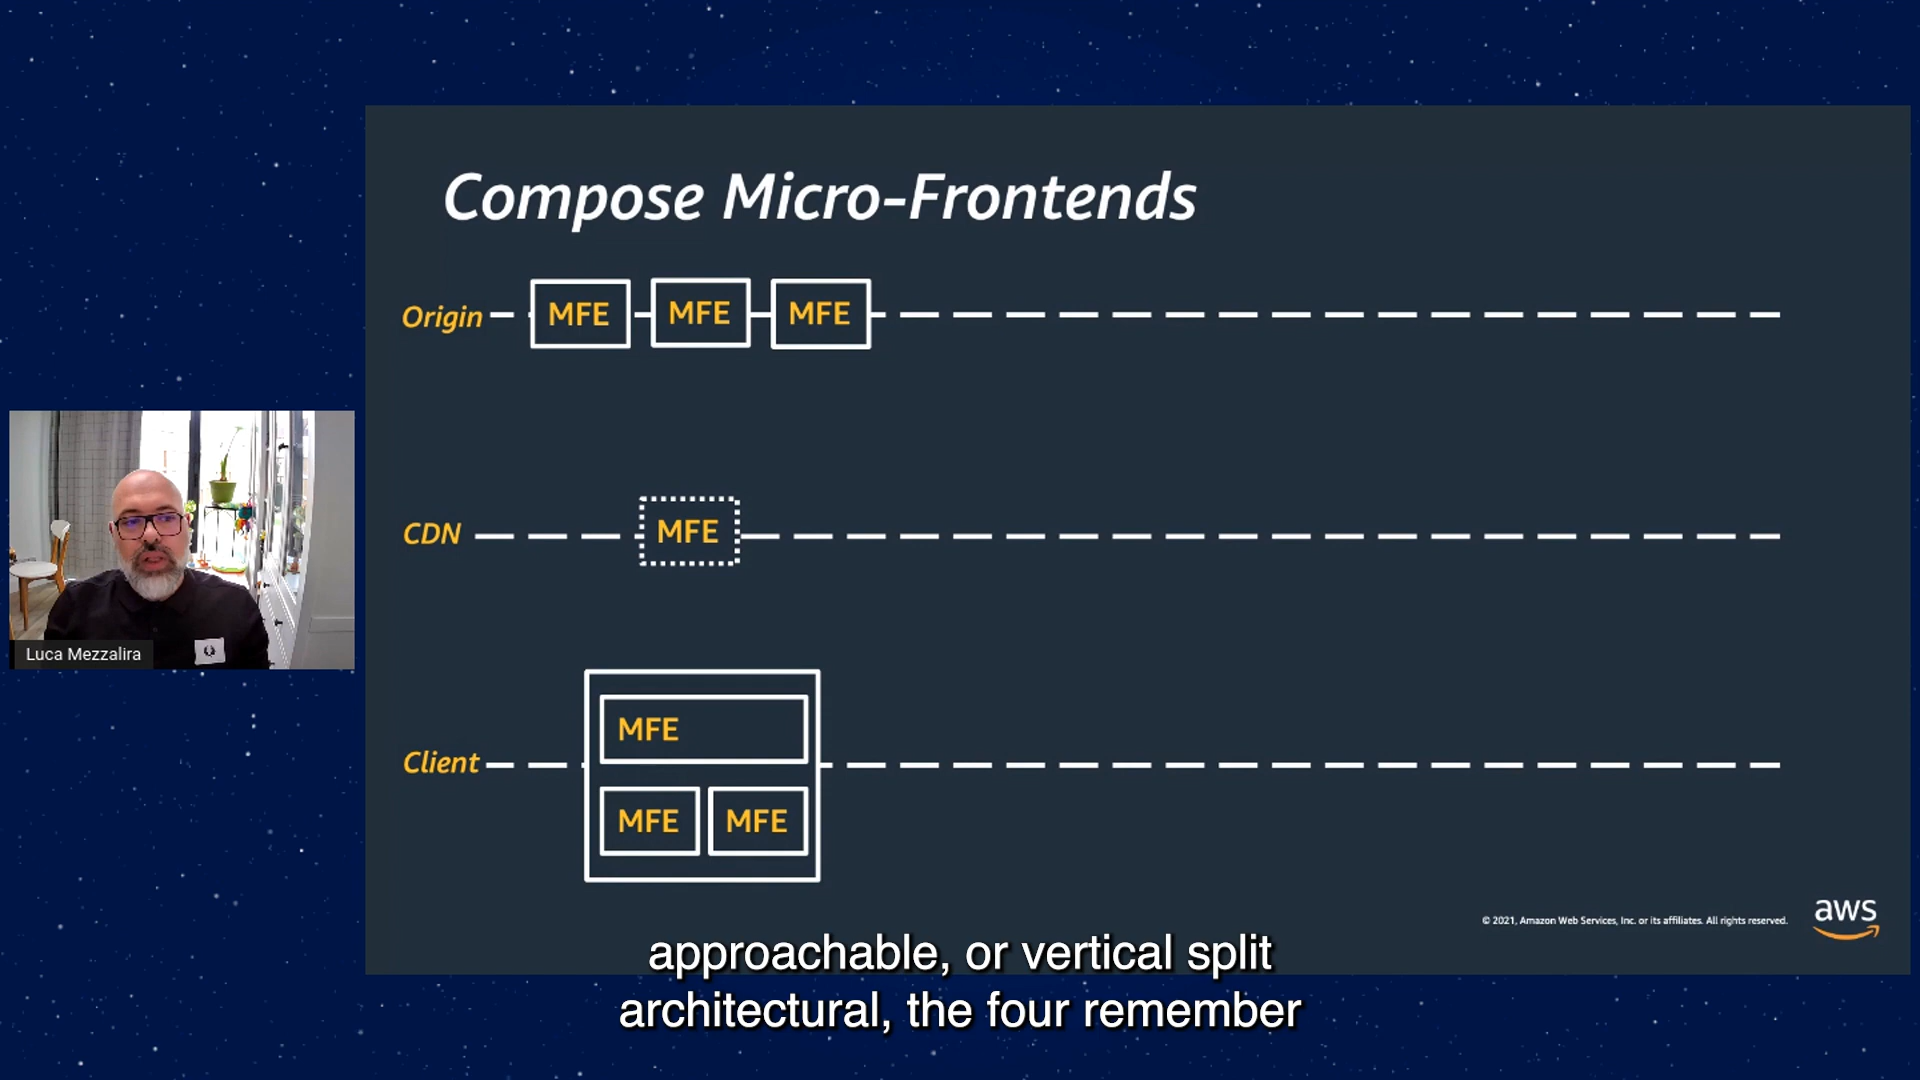 Compose Micro-Frontends
Origin
MFE
MFE
MFE
CDN
MFE
Client
MFE
MFE
MFE
Luca Mezzalira
© 2021, Amazon Web Services, Inc. or its affiliates. All rights reserved.
aws
approachable, or vertical split
architectural, the four remember